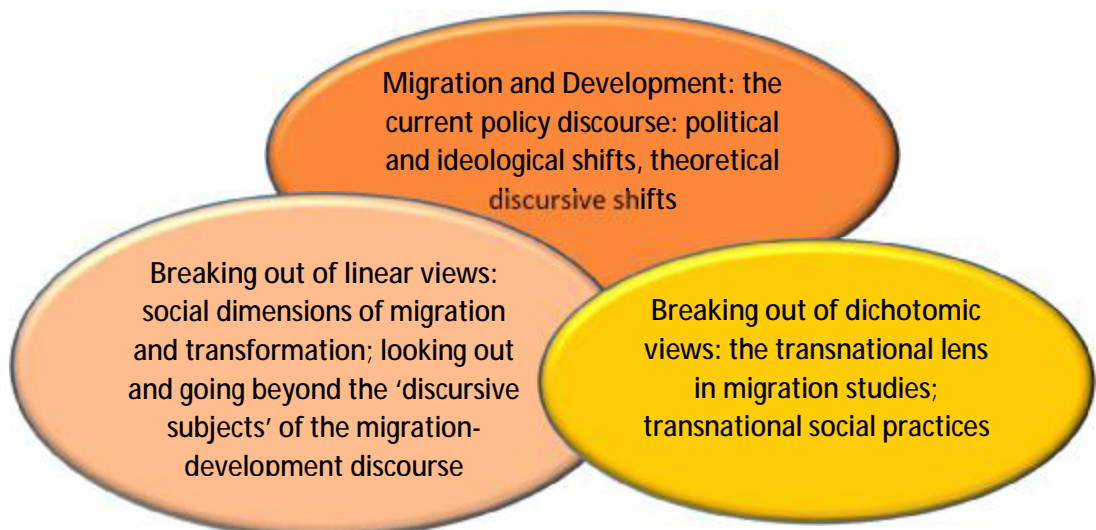 Migration and Development: the
current policy discourse: political
and ideological shifts, theoretical
discursive shifts
Breaking out of linear views:
social dimensions of migration
and transformation; looking out
and going beyond the ‘discursive
subjects’ of the migration-
development discourse
Breaking out of dichotomic
views: the transnational lens
in migration studies;
transnational social practices